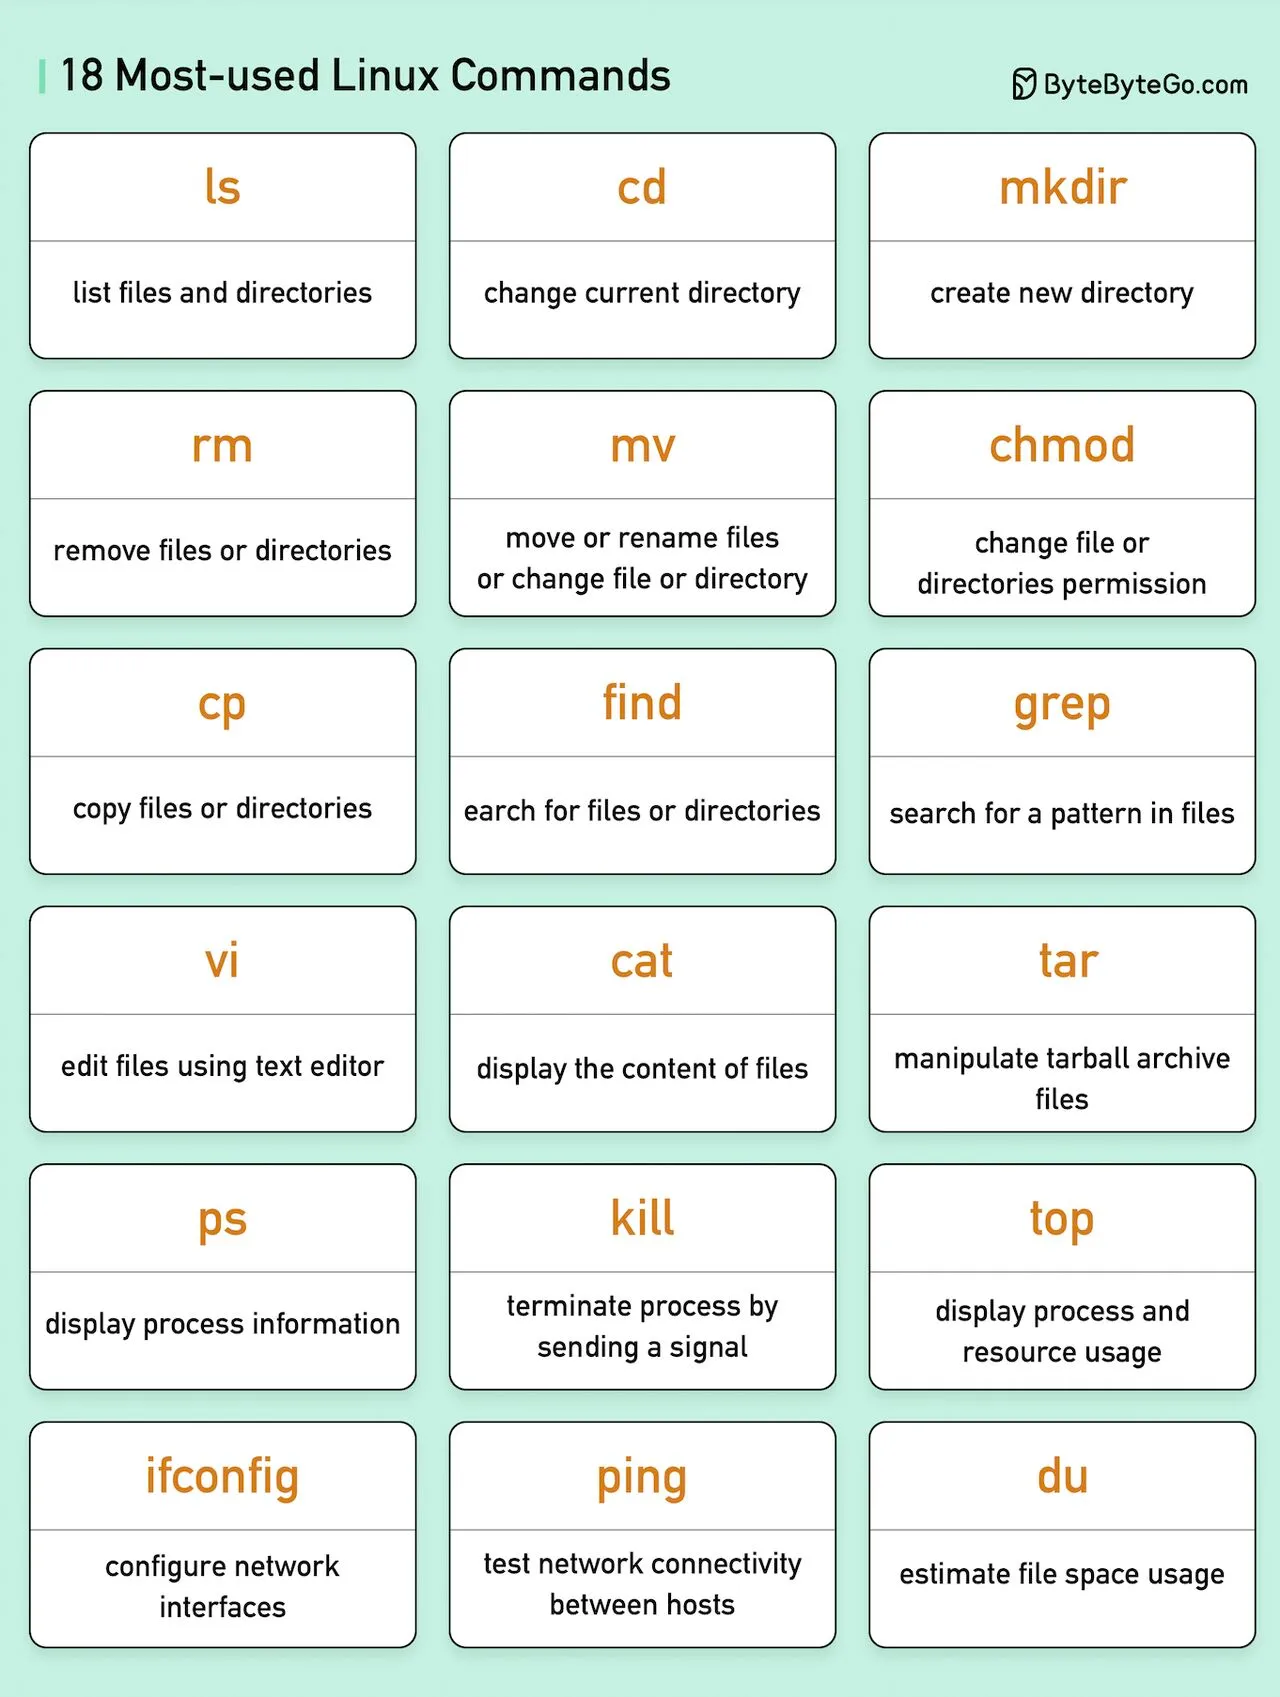 18 Most-used Linux Commands
ByteByteGo.com
ls
list files and directories
cd
change current directory
mkdir
create new directory
rm
remove files or directories
mv
move or rename files
or change file or directory
chmod
change file or
directories permission
cp
copy files or directories
find
earch for files or directories
grep
search for a pattern in files
vi
edit files using text editor
cat
display the content of files
tar
manipulate tarball archive
files
ps
display process information
kill
terminate process by
sending a signal
top
display process and
resource usage
ifconfig
configure network
interfaces
ping
test network connectivity
between hosts
du
estimate file space usage